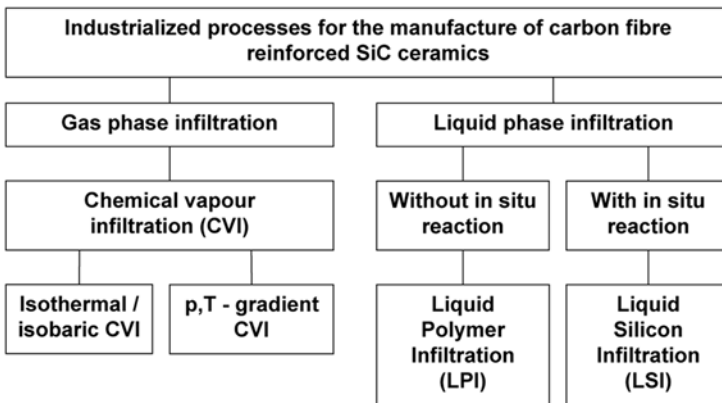 Industrialized processes for the manufacture of carbon fibre
reinforced SiC ceramics
Gas phase infiltration
Liquid phase infiltration
Chemical vapour
infiltration (CVI)
Without in situ
reaction
With in situ
reaction
Isothermal /
isobaric CVI
p,T - gradient
CVI
Liquid
Polymer
Infiltration
(LPI)
Liquid
Silicon
Infiltration
(LSI)